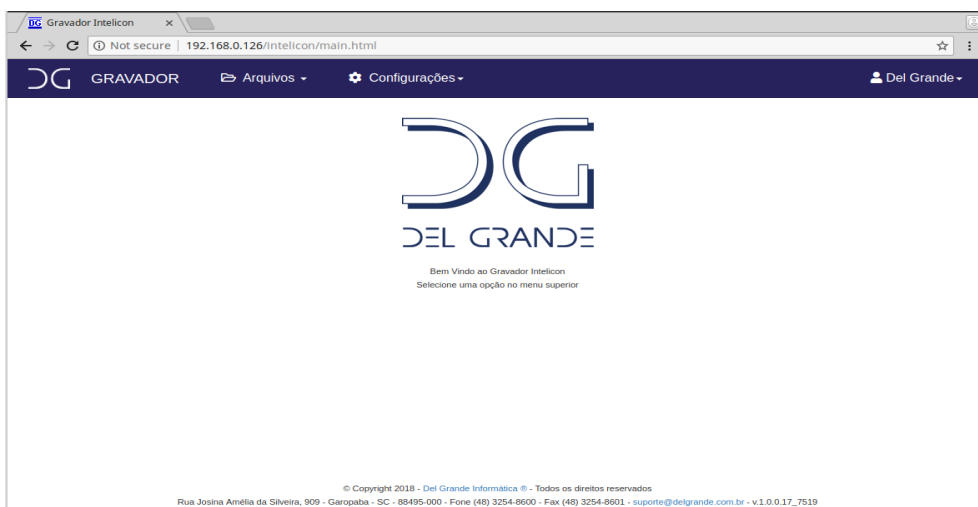 DG Gravador Intelicon
Not secure | 192.168.0.126/Intelicon/main.html
DG GRAVADOR Arquivos Configurações Del Grande
DG
DEL GRANDE
Bem Vindo ao Gravador Intelicon
Selecione uma opção no menu superior
© Copyright 2018 - Del Grande Informática ® - Todos os direitos reservados
Rua Josina Amélia da Silveira, 909 - Garopaba - SC - 88495-000 - Fone (48) 3254-8600 - Fax (48) 3254-8601 - suporte@delgrande.com.br - v.1.0.0.17_7519